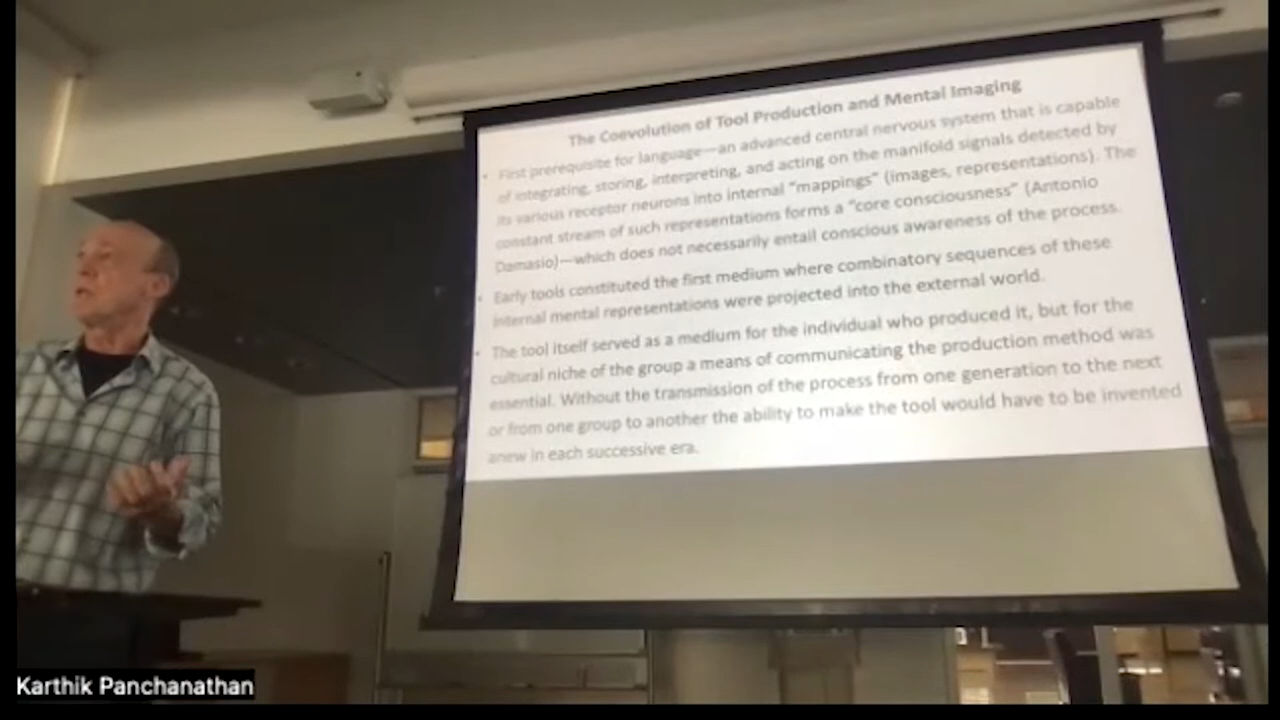 The Coevolution of Tool Production and Mental Imaging
• First prerequisite for language—an advanced central nervous system that is capable
of integrating, storing, interpreting, and acting on the manifold signals detected by
its various receptor neurons into internal "mappings" (images, representations). The
constant stream of such representations forms a "core consciousness" (Antonio
Damasio)—which does not necessarily entail conscious awareness of the process.
• Early tools constituted the first medium where combinatory sequences of these
internal mental representations were projected into the external world.
• The tool itself served as a medium for the individual who produced it, but for the
cultural niche of the group a means of communicating the production method was
essential. Without the transmission of the process from one generation to the next
or from one group to another the ability to make the tool would have to be invented
anew in each successive era.
Karthik Panchanathan